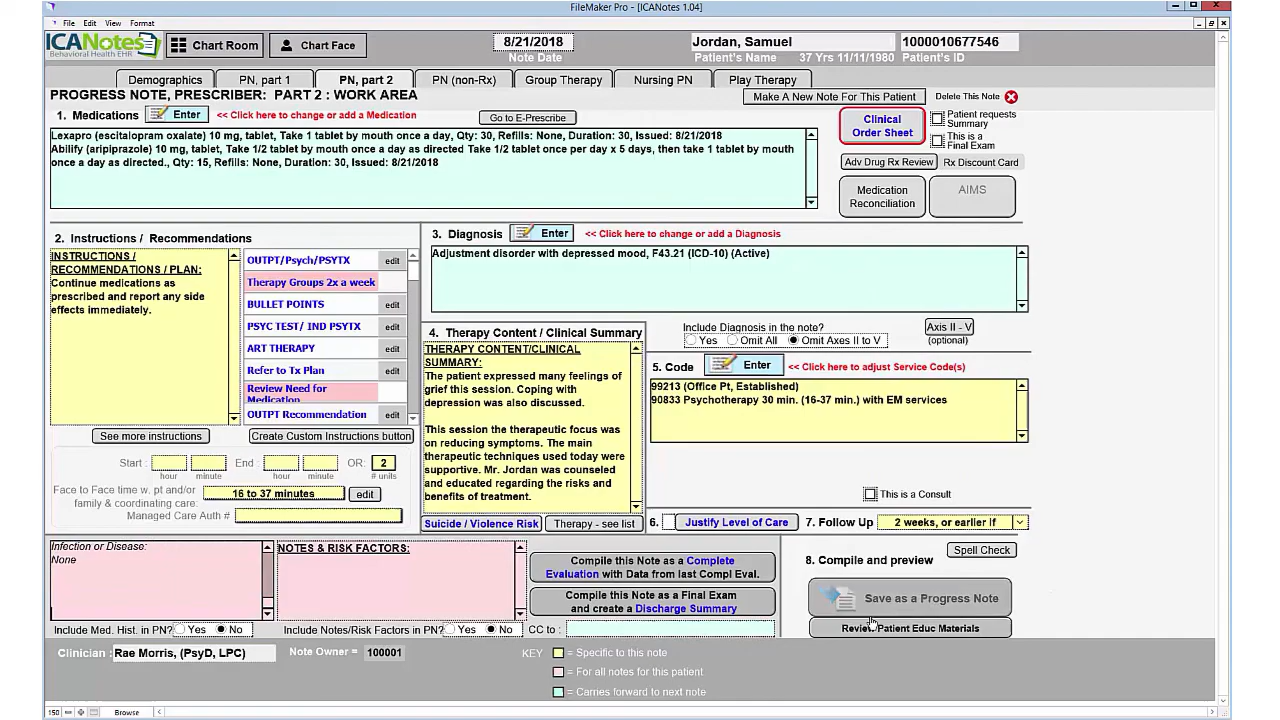 FileMaker Pro - [ICANotes 1.04]
File Edit View Format
ICANotes
Behavioral Health EHR
Chart Room
Chart Face
8/21/2018
Note Date
Jordan, Samuel
Patient's Name 37 Yrs 11/11/1980
1000010677546
Patient's ID
Demographics
PN, part 1
PN, part 2
PN (non-Rx)
Group Therapy
Nursing PN
Play Therapy
PROGRESS NOTE, PRESCRIBER: PART 2 : WORK AREA
Make A New Note For This Patient
Delete This Note
1. Medications
Enter
<< Click here to change or add a Medication
Go to E-Prescribe
Clinical
Order Sheet
Patient requests
Summary
This is a
Final Exam
Lexapro (escitalopram oxalate) 10 mg, tablet, Take 1 tablet by mouth once a day, Qty: 30, Refills: None, Duration: 30, Issued: 8/21/2018
Abilify (aripiprazole) 10 mg, tablet, Take 1/2 tablet by mouth once a day as directed Take 1/2 tablet once per day x 5 days, then take 1 tablet by mouth
once a day as directed., Qty: 15, Refills: None, Duration: 30, Issued: 8/21/2018
Adv Drug Rx Review
Rx Discount Card
Medication
Reconciliation
AIMS
2. Instructions / Recommendations
INSTRUCTIONS /
RECOMMENDATIONS / PLAN:
Continue medications as
prescribed and report any side
effects immediately.
OUTPT/Psych/PSYTX edit
Therapy Groups 2x a week
BULLET POINTS edit
PSYC TEST/ IND PSYTX edit
ART THERAPY edit
Refer to Tx Plan edit
Review Need for
Medication
OUTPT Recommendation edit
See more instructions
Create Custom Instructions button
Start : End : OR: 2
hour minute hour minute # units
Face to Face time w. pt and/or
family & coordinating care.
16 to 37 minutes
edit
Managed Care Auth #
3. Diagnosis
Enter
<< Click here to change or add a Diagnosis
Adjustment disorder with depressed mood, F43.21 (ICD-10) (Active)
Include Diagnosis in the note?
Yes Omit All Omit Axes II to V
Axis II - V
(optional)
4. Therapy Content / Clinical Summary
THERAPY CONTENT/CLINICAL
SUMMARY:
The patient expressed many feelings of
grief this session. Coping with
depression was also discussed.
This session the therapeutic focus was
on reducing symptoms. The main
therapeutic techniques used today were
supportive. Mr. Jordan was counseled
and educated regarding the risks and
benefits of treatment.
Suicide / Violence Risk
Therapy - see list
5. Code
Enter
<< Click here to adjust Service Code(s)
99213 (Office Pt, Established)
90833 Psychotherapy 30 min. (16-37 min.) with EM services
This is a Consult
6.
Justify Level of Care
7. Follow Up
2 weeks, or earlier if
Infection or Disease:
None
NOTES & RISK FACTORS:
Include Med. Hist. in PN? Yes No
Include Notes/Risk Factors in PN? Yes No
Compile this Note as a Complete
Evaluation with Data from last Compl Eval.
Compile this Note as a Final Exam
and create a Discharge Summary
CC to :
Spell Check
8. Compile and preview
Save as a Progress Note
Review Patient Educ Materials
Clinician : Rae Morris, (PsyD, LPC)
Note Owner = 100001
KEY
= Specific to this note
= For all notes for this patient
= Carries forward to next note
150
Browse